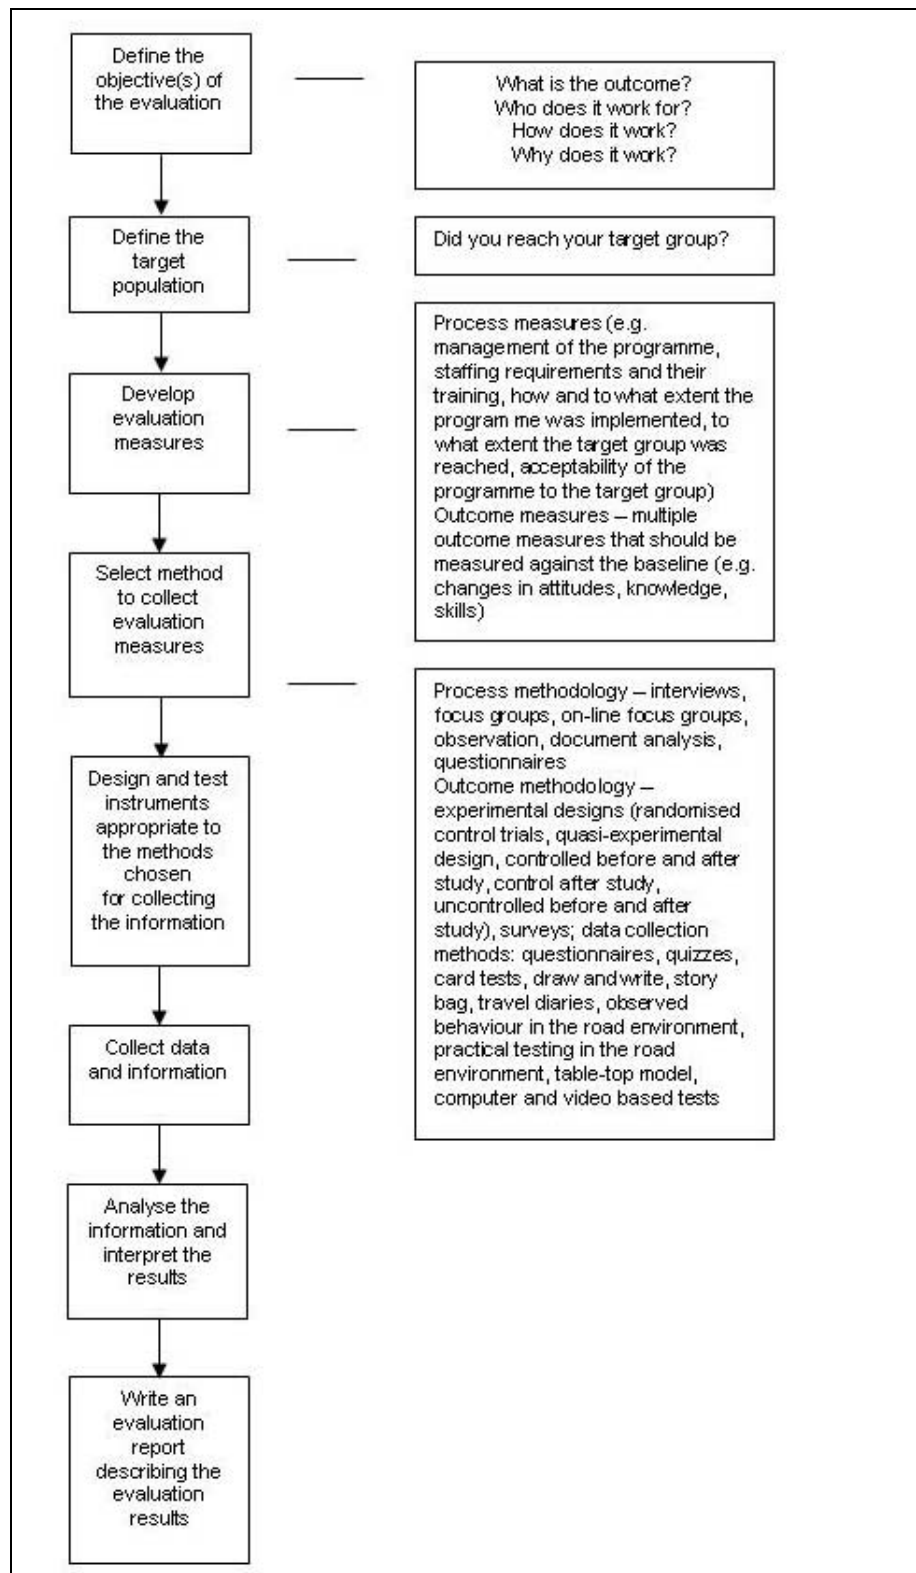 Define the
objective(s) of
the evaluation
What is the outcome?
Who does it work for?
How does it work?
Why does it work?
Define the
target
population
Did you reach your target group?
Develop
evaluation
measures
Process measures (e.g.
management of the programme,
staffing requirements and their
training, how and to what extent the
program me was implemented, to
what extent the target group was
reached, acceptability of the
programme to the target group)
Outcome measures – multiple
outcome measures that should be
measured against the baseline (e.g.
changes in attitudes, knowledge,
skills)
Select method
to collect
evaluation
measures
Process methodology – interviews,
focus groups, on-line focus groups,
observation, document analysis,
questionnaires
Outcome methodology –
experimental designs (randomised
control trials, quasi-experimental
design, controlled before and after
study, control after study,
uncontrolled before and after
study), surveys; data collection
methods: questionnaires, quizzes,
card tests, draw and write, story
bag, travel diaries, observed
behaviour in the road environment,
practical testing in the road
environment, table-top model,
computer and video based tests
Design and test
instruments
appropriate to
the methods
chosen
for collecting
the information
Collect data
and information
Analyse the
information and
interpret the
results
Write an
evaluation
report
describing the
evaluation
results